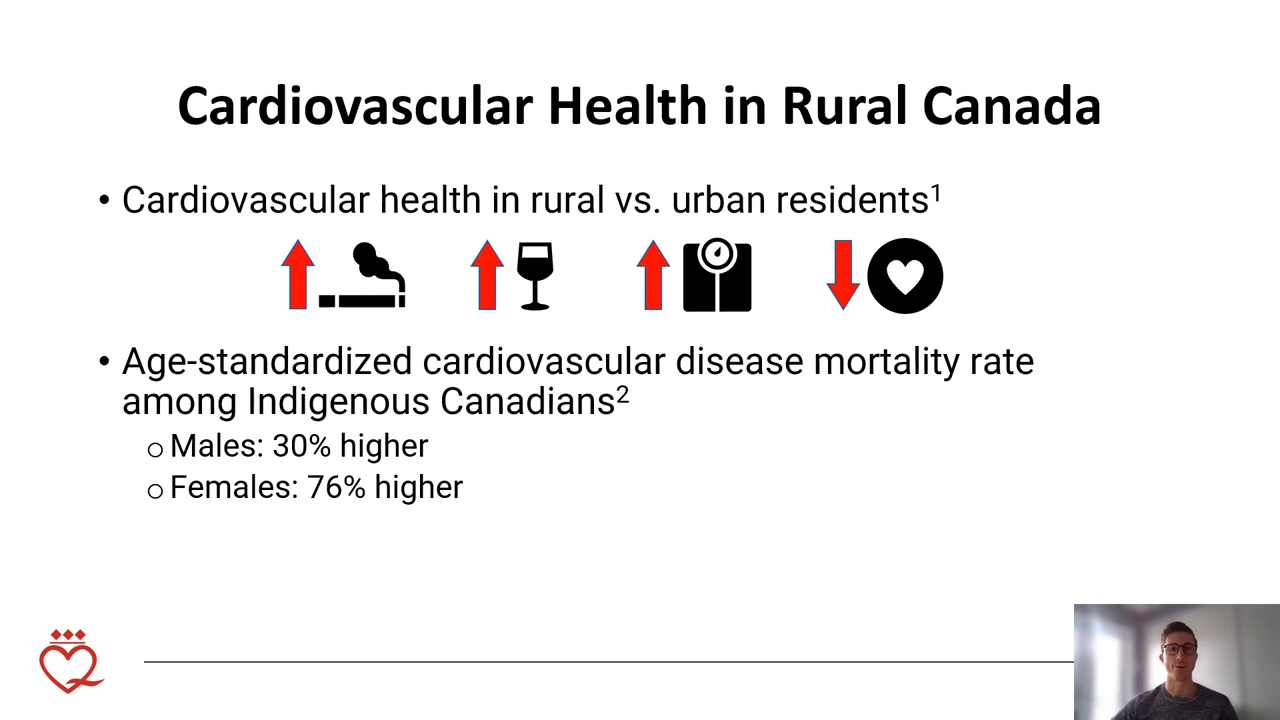 Cardiovascular Health in Rural Canada
• Cardiovascular health in rural vs. urban residents¹
• Age-standardized cardiovascular disease mortality rate
among Indigenous Canadians²
o Males: 30% higher
o Females: 76% higher